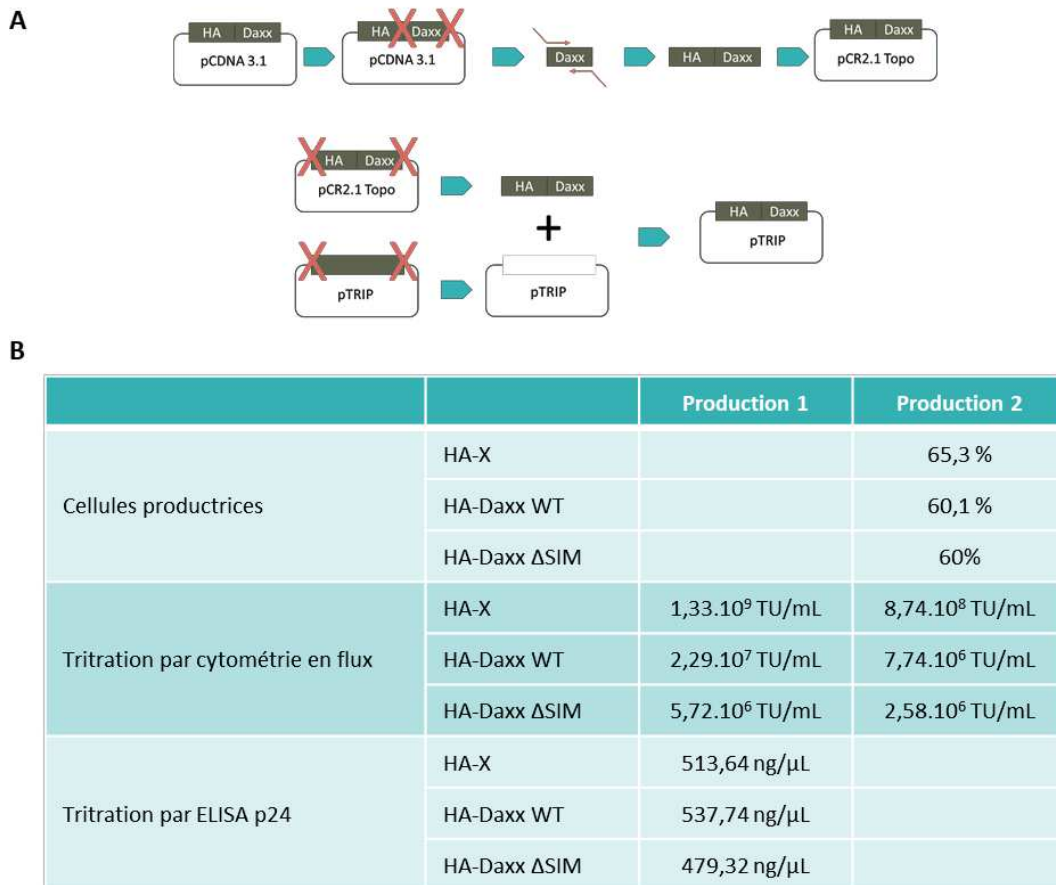 A
HA Daxx
pCDNA 3.1
HA Daxx
pCDNA 3.1
Daxx
HA Daxx
HA Daxx
pCR2.1 Topo
HA Daxx
pCR2.1 Topo
HA Daxx
+
HA Daxx
pTRIP
pTRIP
pTRIP
B
Production 1 Production 2
Cellules productrices
HA-X 65,3 %
HA-Daxx WT 60,1 %
HA-Daxx ΔSIM 60%
Tritration par cytométrie en flux
HA-X 1,33.10⁹ TU/mL 8,74.10⁸ TU/mL
HA-Daxx WT 2,29.10⁷ TU/mL 7,74.10⁶ TU/mL
HA-Daxx ΔSIM 5,72.10⁶ TU/mL 2,58.10⁶ TU/mL
Tritration par ELISA p24
HA-X 513,64 ng/µL
HA-Daxx WT 537,74 ng/µL
HA-Daxx ΔSIM 479,32 ng/µL